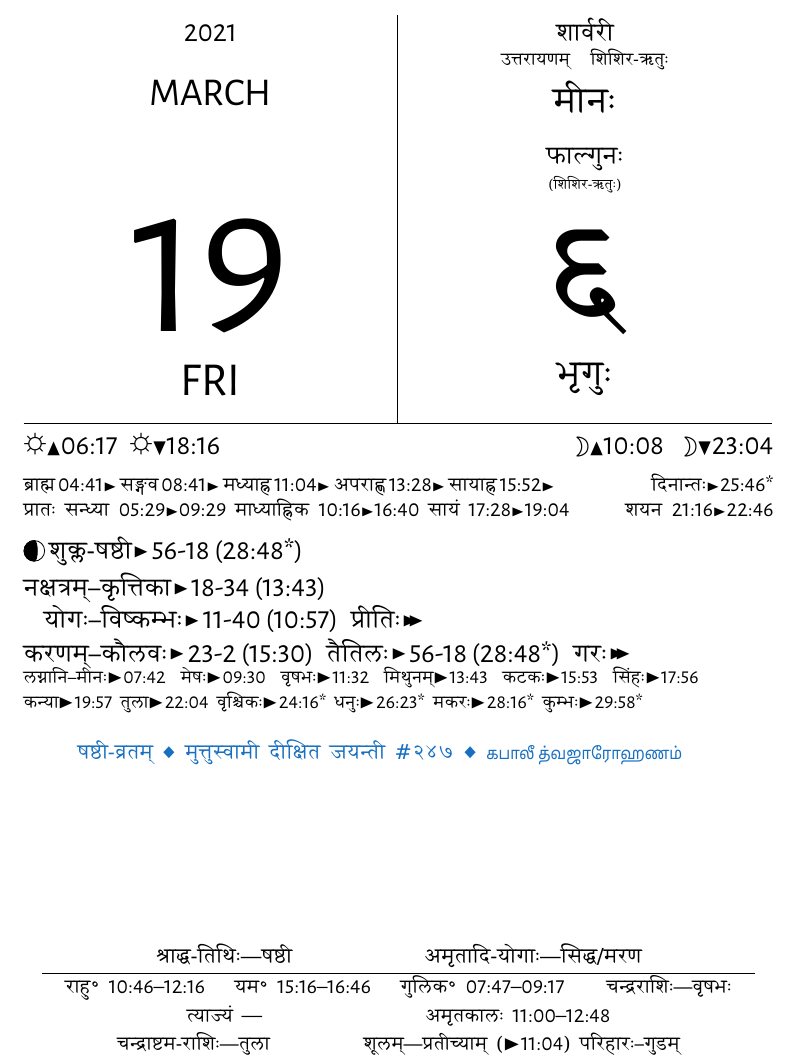 2021
MARCH
19
FRI
शार्वरी
उत्तरायणम् शिशिर-ऋतुः
मीनः
फाल्गुनः
(शिशिर-ऋतुः)
६
भृगुः
☼▲06:17 ☼▼18:16 ☽▲10:08 ☽▼23:04
ब्राह्म 04:41► सङ्गव 08:41► मध्याह्न 11:04► अपराह्ण 13:28► सायाह्न 15:52► दिनान्तः►25:46*
प्रातः सन्ध्या 05:29►09:29 माध्याह्निक 10:16►16:40 सायं 17:28►19:04 शयन 21:16►22:46
शुक्ल-षष्ठी►56-18 (28:48*)
नक्षत्रम्–कृत्तिका►18-34 (13:43)
योगः–विष्कम्भः►11-40 (10:57) प्रीतिः►►
करणम्–कौलवः►23-2 (15:30) तैतिलः►56-18 (28:48*) गरः►►
लग्नानि–मीनः►07:42 मेषः►09:30 वृषभः►11:32 मिथुनम्►13:43 कटकः►15:53 सिंहः►17:56
कन्या►19:57 तुला►22:04 वृश्चिकः►24:16* धनुः►26:23* मकरः►28:16* कुम्भः►29:58*
षष्ठी-व्रतम् ◆ मुत्तुस्वामी दीक्षित जयन्ती #२४७ ◆ கபாலீ த்வஜாரோஹணம்
श्राद्ध-तिथिः—षष्ठी अमृतादि-योगाः—सिद्ध/मरण
राहु° 10:46–12:16 यम° 15:16–16:46 गुलिक° 07:47–09:17 चन्द्रराशिः—वृषभः
त्याज्यं — अमृतकालः 11:00–12:48
चन्द्राष्टम-राशिः—तुला शूलम्—प्रतीच्याम् (►11:04) परिहारः–गुडम्